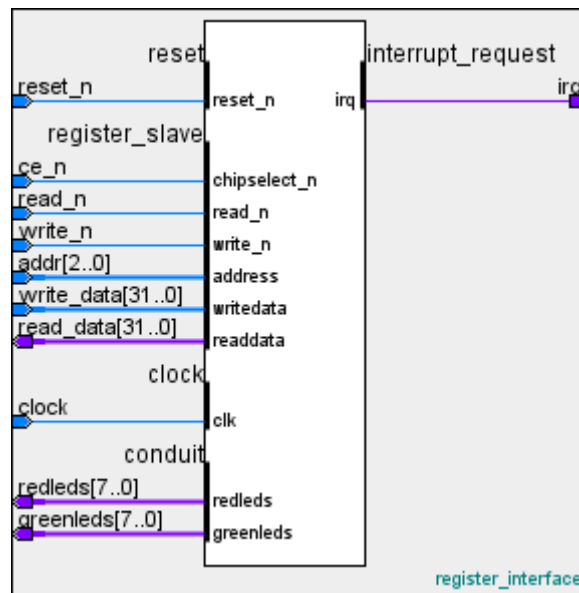 reset interrupt_request
reset_n irq
reset_n irq
register_slave
ce_n
chipselect_n
read_n
read_n
write_n
write_n
addr[2..0]
address
write_data[31..0]
writedata
read_data[31..0]
readdata
clock
clock
clk
conduit
redleds[7..0]
redleds
greenleds[7..0]
greenleds
register_interface